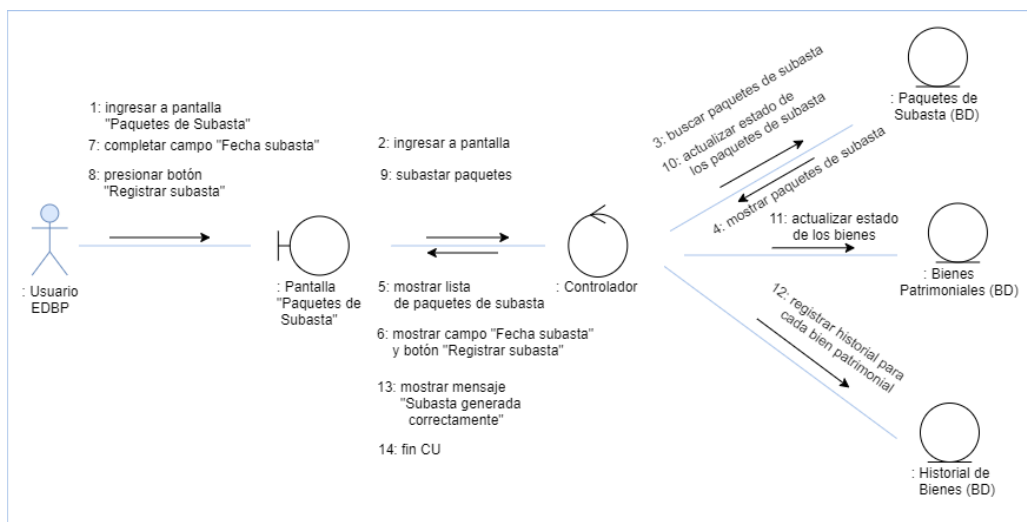 1: ingresar a pantalla
"Paquetes de Subasta"
7: completar campo "Fecha subasta"
8: presionar botón
"Registrar subasta"
: Usuario
EDBP
: Pantalla
"Paquetes de
Subasta"
2: ingresar a pantalla
9: subastar paquetes
5: mostrar lista
de paquetes de subasta
6: mostrar campo "Fecha subasta"
y botón "Registrar subasta"
13: mostrar mensaje
"Subasta generada
correctamente"
14: fin CU
: Controlador
3: buscar paquetes de subasta
10: actualizar estado de
los paquetes de subasta
4: mostrar paquetes de subasta
: Paquetes de
Subasta (BD)
11: actualizar estado
de los bienes
: Bienes
Patrimoniales (BD)
12: registrar historial para
cada bien patrimonial
: Historial de
Bienes (BD)